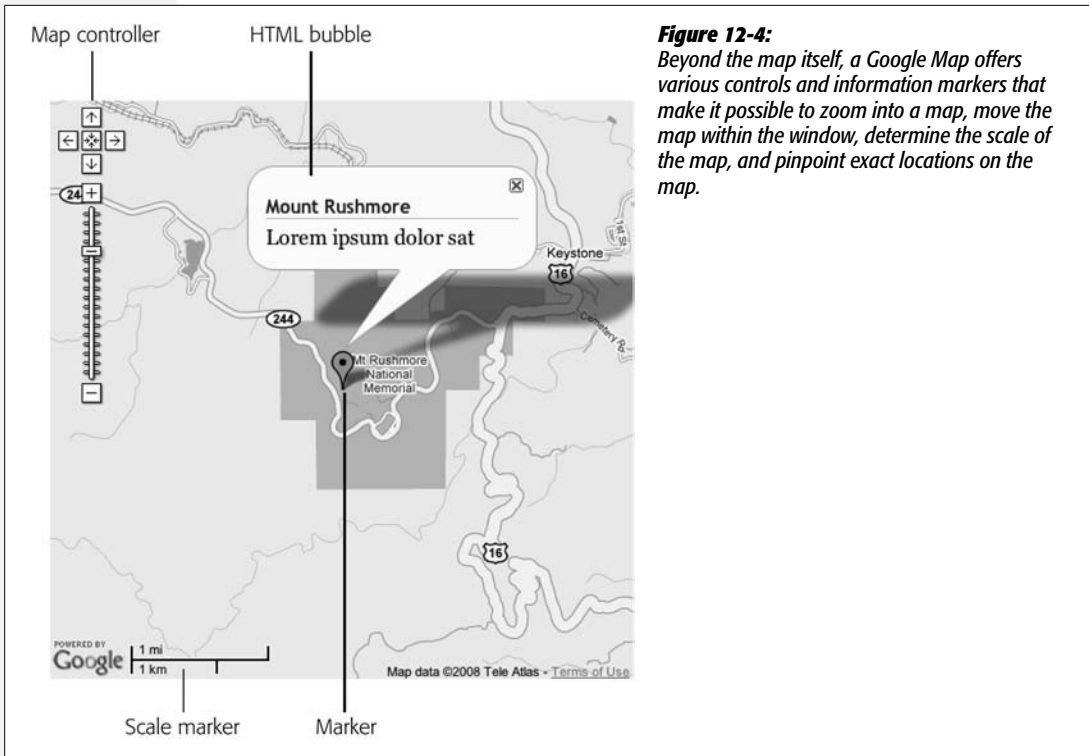 Map controller
HTML bubble
Figure 12-4:
Beyond the map itself, a Google Map offers
various controls and information markers that
make it possible to zoom into a map, move the
map within the window, determine the scale of
the map, and pinpoint exact locations on the
map.
244
Mount Rushmore
Lorem ipsum dolor sat
1st St
Keystone
16
244
Cemetery R
Mt Rushmore
National
Memorial
16
POWERED BY
Google
1 mi
1 km
Map data ©2008 Tele Atlas - Terms of Use
Scale marker
Marker